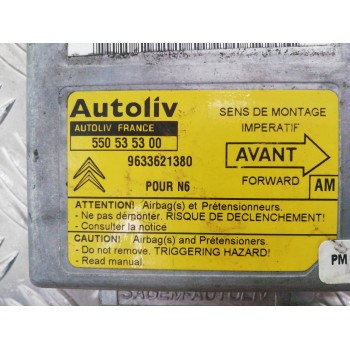 Autoliv
AUTOLIV FRANCE
550 53 53 00
9633621380
POUR N6
SENS DE MONTAGE
IMPERATIF
AVANT
FORWARD
AM
ATTENTION! Airbag(s) et Prétensionneurs.
- Ne pas démonter. RISQUE DE DECLENCHEMENT!
- Consulter la notice
CAUTION! Airbag(s) and Pretensioners.
- Do not remove. TRIGGERING HAZARD!
- Read manual.
PM
SAGEM-AUTOLIV